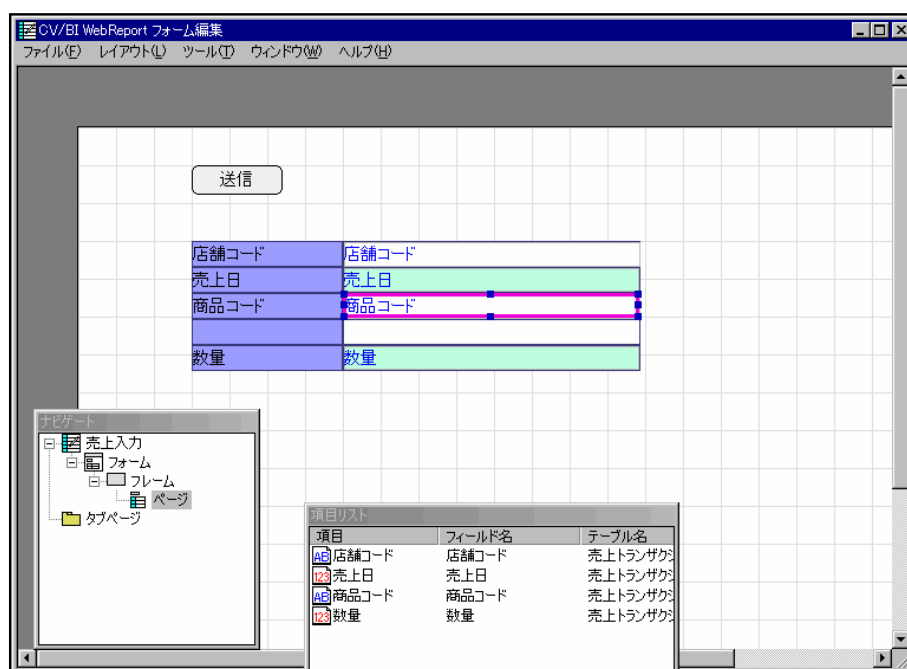 CV/BI WebReport フォーム編集
ファイル(F) レイアウト(L) ツール(T) ウィンドウ(W) ヘルプ(H)
送信
店舗コード 店舗コード
売上日 売上日
商品コード 商品コード
数量 数量
ナビゲート
売上入力
フォーム
フレーム
ページ
タブページ
項目リスト
項目 フィールド名 テーブル名
AB 店舗コード 店舗コード 売上トランザクシ
123 売上日 売上日 売上トランザクシ
AB 商品コード 商品コード 売上トランザクシ
123 数量 数量 売上トランザクシ